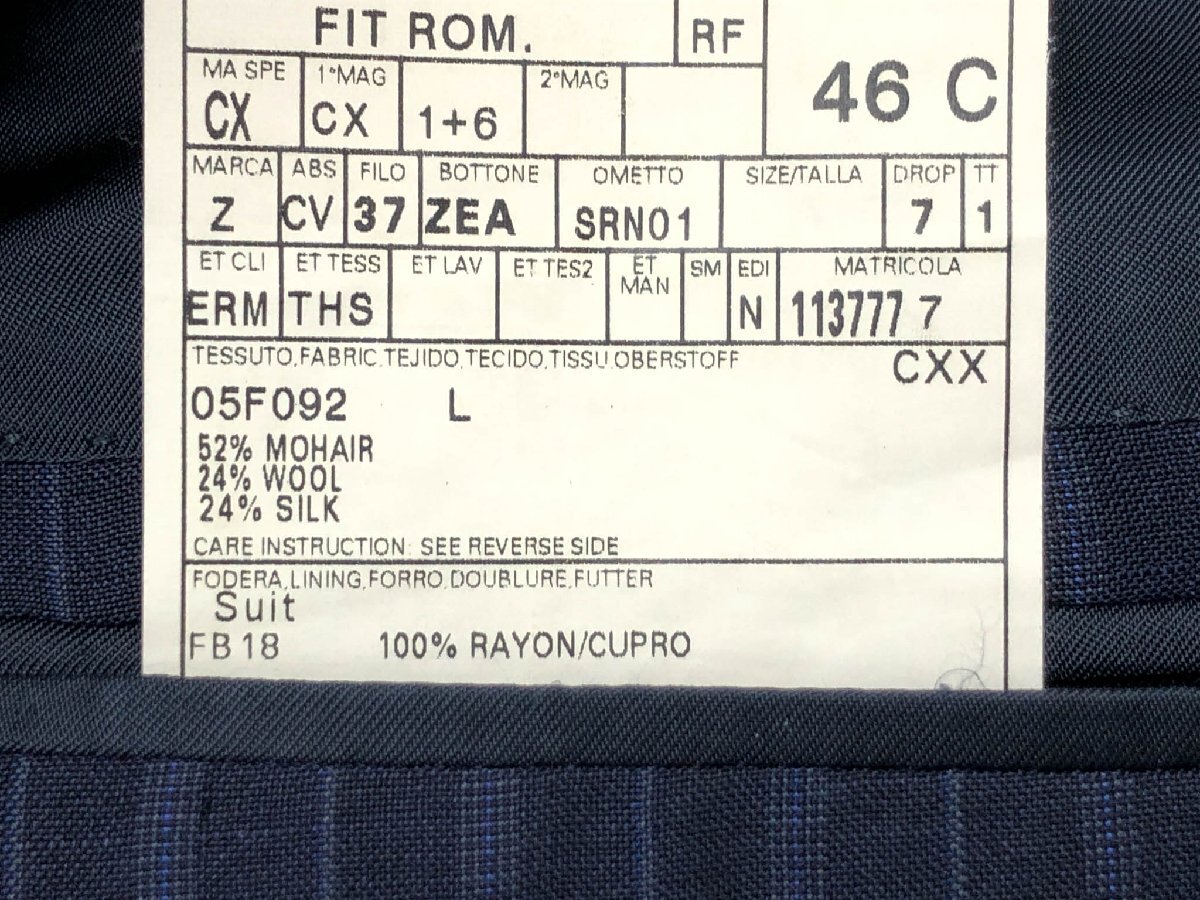 FIT ROM. RF
46 C
MA SPE 1°MAG 2°MAG
CX CX 1+6
MARCA ABS FILO BOTTONE OMETTO SIZE/TALLA DROP TT
Z CV 37 ZEA SRN01 7 1
ET CLI ET TESS ET LAV ET TES2 ET MAN SM EDI MATRICOLA
ERM THS N 113777 7
TESSUTO,FABRIC,TEJIDO,TECIDO,TISSU,OBERSTOFF CXX
05F092 L
52% MOHAIR
24% WOOL
24% SILK
CARE INSTRUCTION: SEE REVERSE SIDE
FODERA,LINING,FORRO,DOUBLURE,FUTTER
Suit
FB 18 100% RAYON/CUPRO